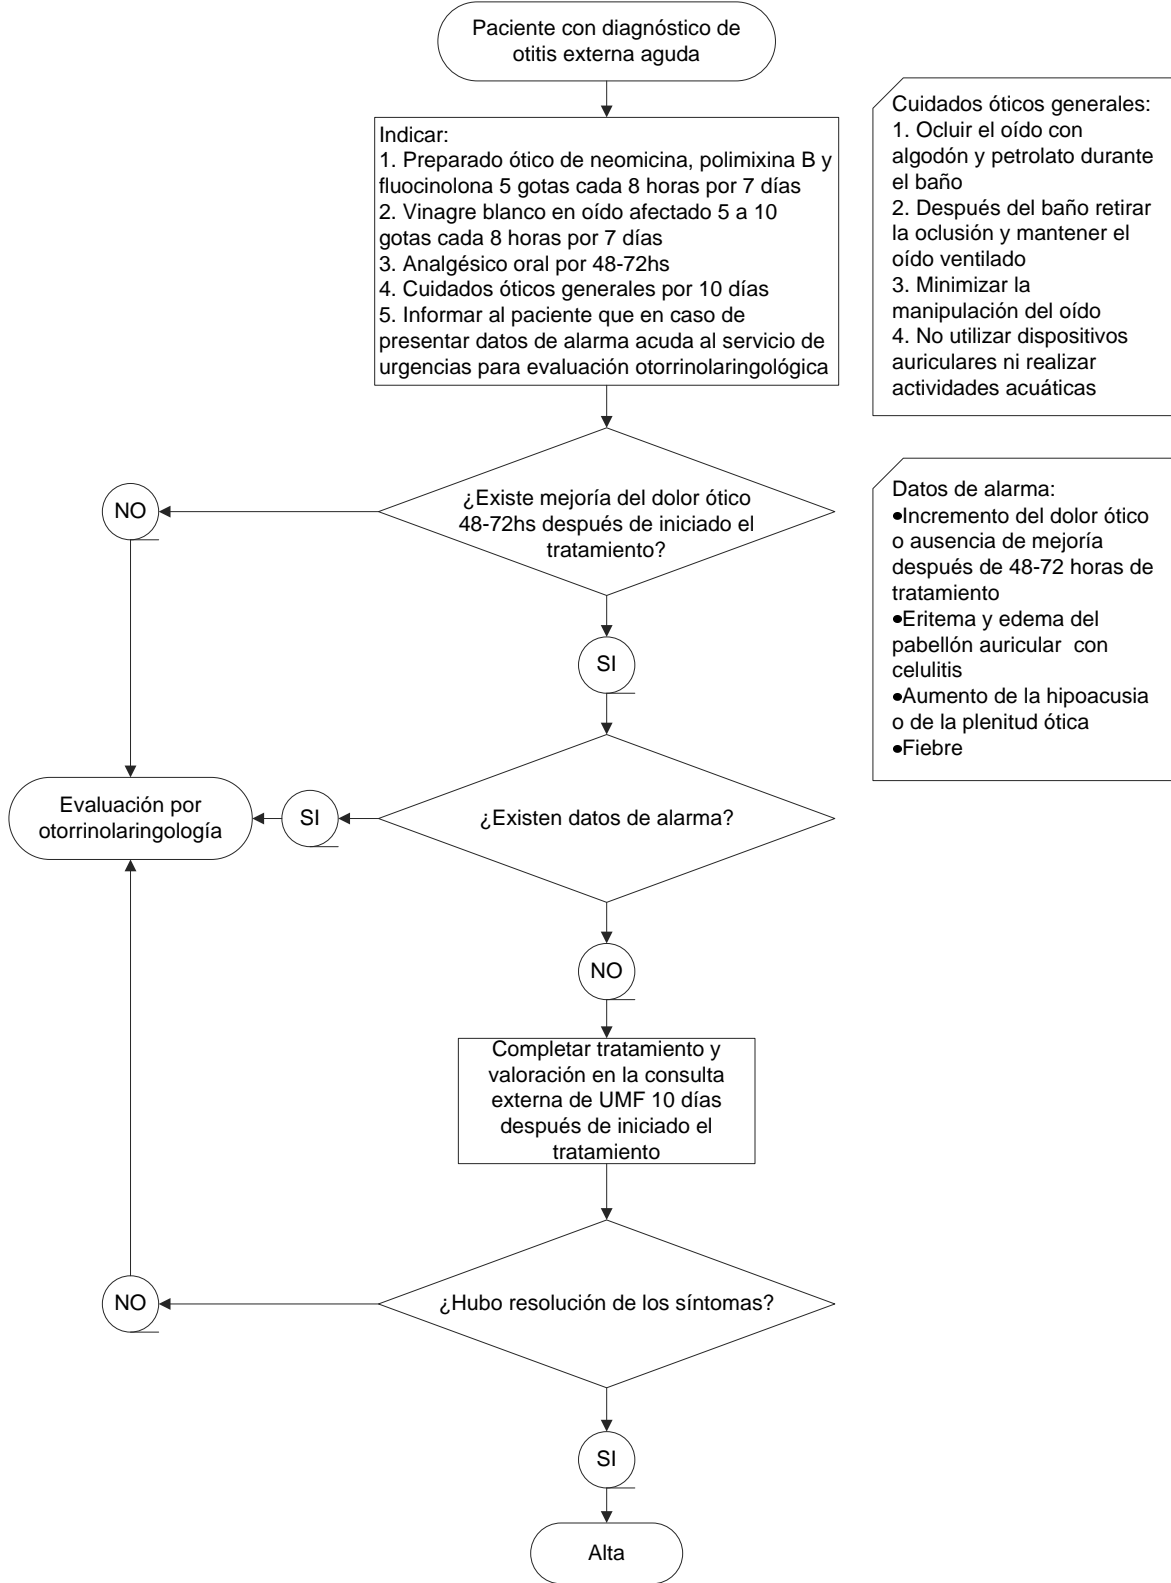 Paciente con diagnóstico de
otitis externa aguda
Indicar:
1. Preparado ótico de neomicina, polimixina B y
fluocinolona 5 gotas cada 8 horas por 7 días
2. Vinagre blanco en oído afectado 5 a 10
gotas cada 8 horas por 7 días
3. Analgésico oral por 48-72hs
4. Cuidados óticos generales por 10 días
5. Informar al paciente que en caso de
presentar datos de alarma acuda al servicio de
urgencias para evaluación otorrinolaringológica
Cuidados óticos generales:
1. Ocluir el oído con
algodón y petrolato durante
el baño
2. Después del baño retirar
la oclusión y mantener el
oído ventilado
3. Minimizar la
manipulación del oído
4. No utilizar dispositivos
auriculares ni realizar
actividades acuáticas
¿Existe mejoría del dolor ótico
48-72hs después de iniciado el
tratamiento?
NO
SI
Datos de alarma:
•Incremento del dolor ótico
o ausencia de mejoría
después de 48-72 horas de
tratamiento
•Eritema y edema del
pabellón auricular con
celulitis
•Aumento de la hipoacusia
o de la plenitud ótica
•Fiebre
¿Existen datos de alarma?
SI
Evaluación por
otorrinolaringología
NO
Completar tratamiento y
valoración en la consulta
externa de UMF 10 días
después de iniciado el
tratamiento
¿Hubo resolución de los síntomas?
NO
SI
Alta